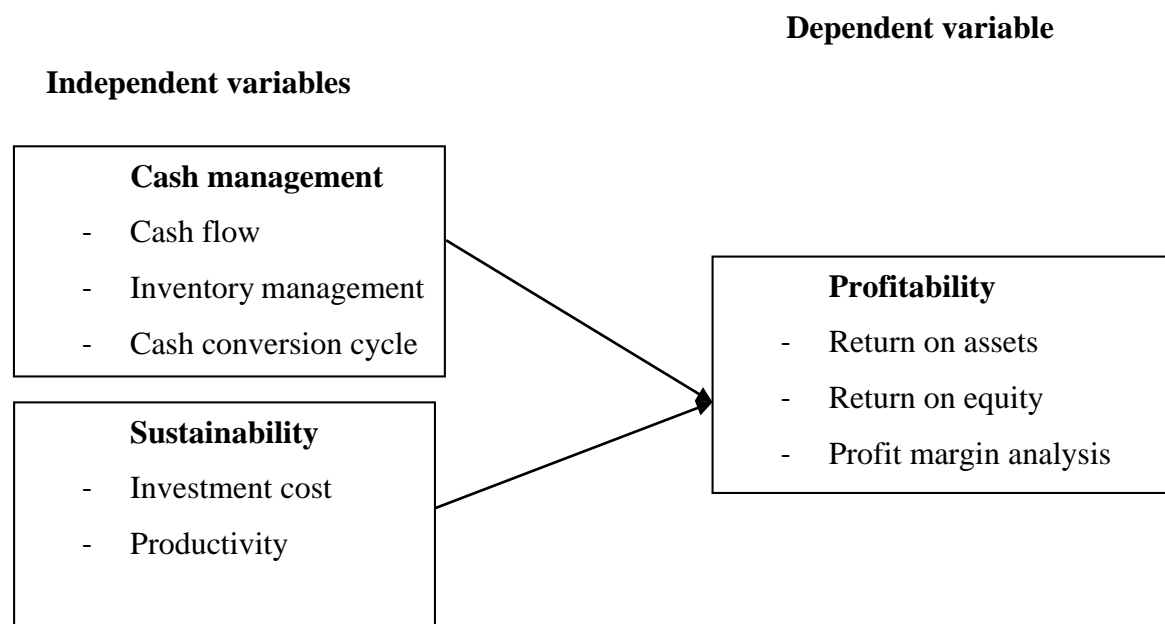 Dependent variable
Independent variables
Cash management
- Cash flow
- Inventory management
- Cash conversion cycle
Sustainability
- Investment cost
- Productivity
Profitability
- Return on assets
- Return on equity
- Profit margin analysis